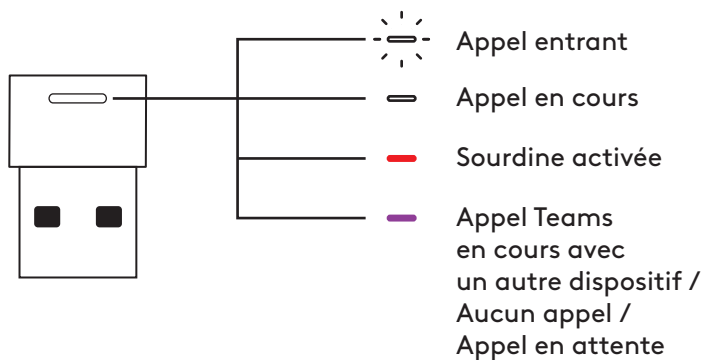 Appel entrant
Appel en cours
Sourdine activée
Appel Teams
en cours avec
un autre dispositif /
Aucun appel /
Appel en attente